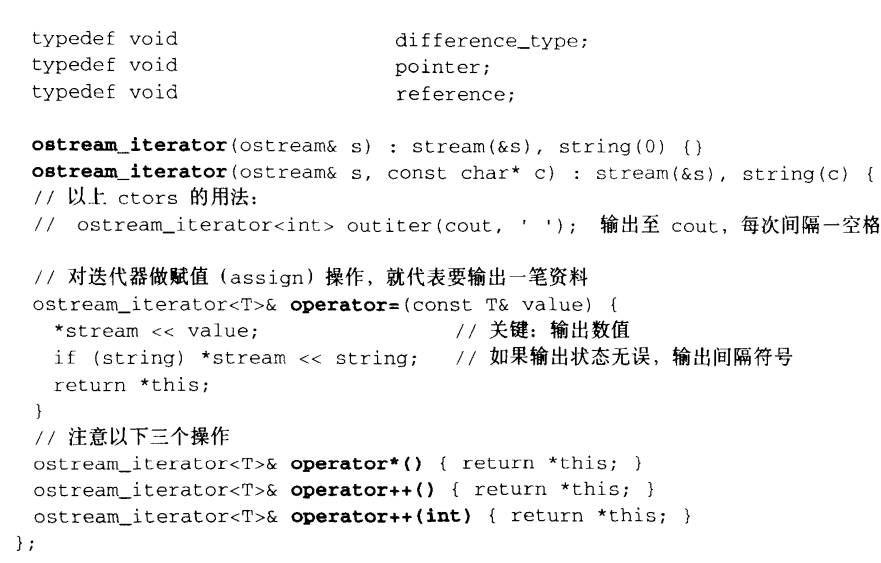 typedef void difference_type;
typedef void pointer;
typedef void reference;
ostream_iterator(ostream& s) : stream(&s), string(0) {}
ostream_iterator(ostream& s, const char* c) : stream(&s), string(c) {
// 以上 ctors 的用法：
// ostream_iterator<int> outiter(cout, ' '); 输出至 cout，每次间隔一空格
// 对迭代器做赋值（assign）操作，就代表要输出一笔资料
ostream_iterator<T>& operator=(const T& value) {
*stream << value; // 关键：输出数值
if (string) *stream << string; // 如果输出状态无误，输出间隔符号
return *this;
}
// 注意以下三个操作
ostream_iterator<T>& operator*() { return *this; }
ostream_iterator<T>& operator++() { return *this; }
ostream_iterator<T>& operator++(int) { return *this; }
};